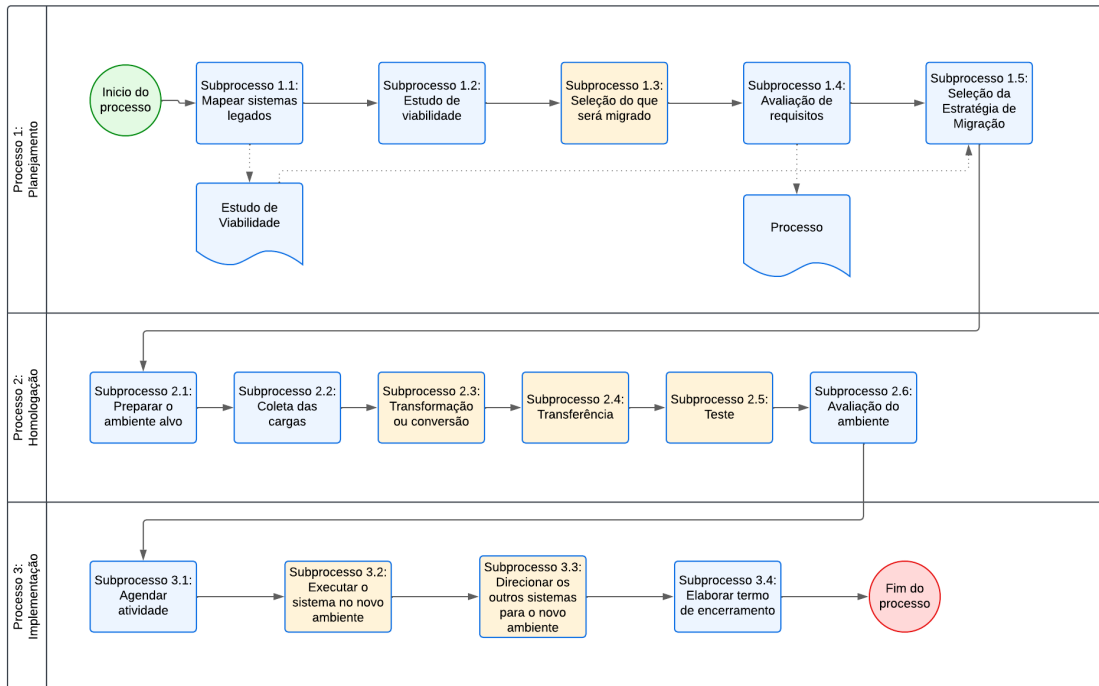 Processo 1:
Planejamento
Inicio do
processo
Subprocesso 1.1:
Mapear sistemas
legados
Subprocesso 1.2:
Estudo de
viabilidade
Subprocesso 1.3:
Seleção do que
será migrado
Subprocesso 1.4:
Avaliação de
requisitos
Subprocesso 1.5:
Seleção da
Estratégia de
Migração
Estudo de
Viabilidade
Processo
Processo 2:
Homologação
Subprocesso 2.1:
Preparar o
ambiente alvo
Subprocesso 2.2:
Coleta das
cargas
Subprocesso 2.3:
Transformação
ou conversão
Subprocesso 2.4:
Transferência
Subprocesso 2.5:
Teste
Subprocesso 2.6:
Avaliação do
ambiente
Processo 3:
Implementação
Subprocesso 3.1:
Agendar
atividade
Subprocesso 3.2:
Executar o
sistema no novo
ambiente
Subprocesso 3.3:
Direcionar os
outros sistemas
para o novo
ambiente
Subprocesso 3.4:
Elaborar termo
de encerramento
Fim do
processo